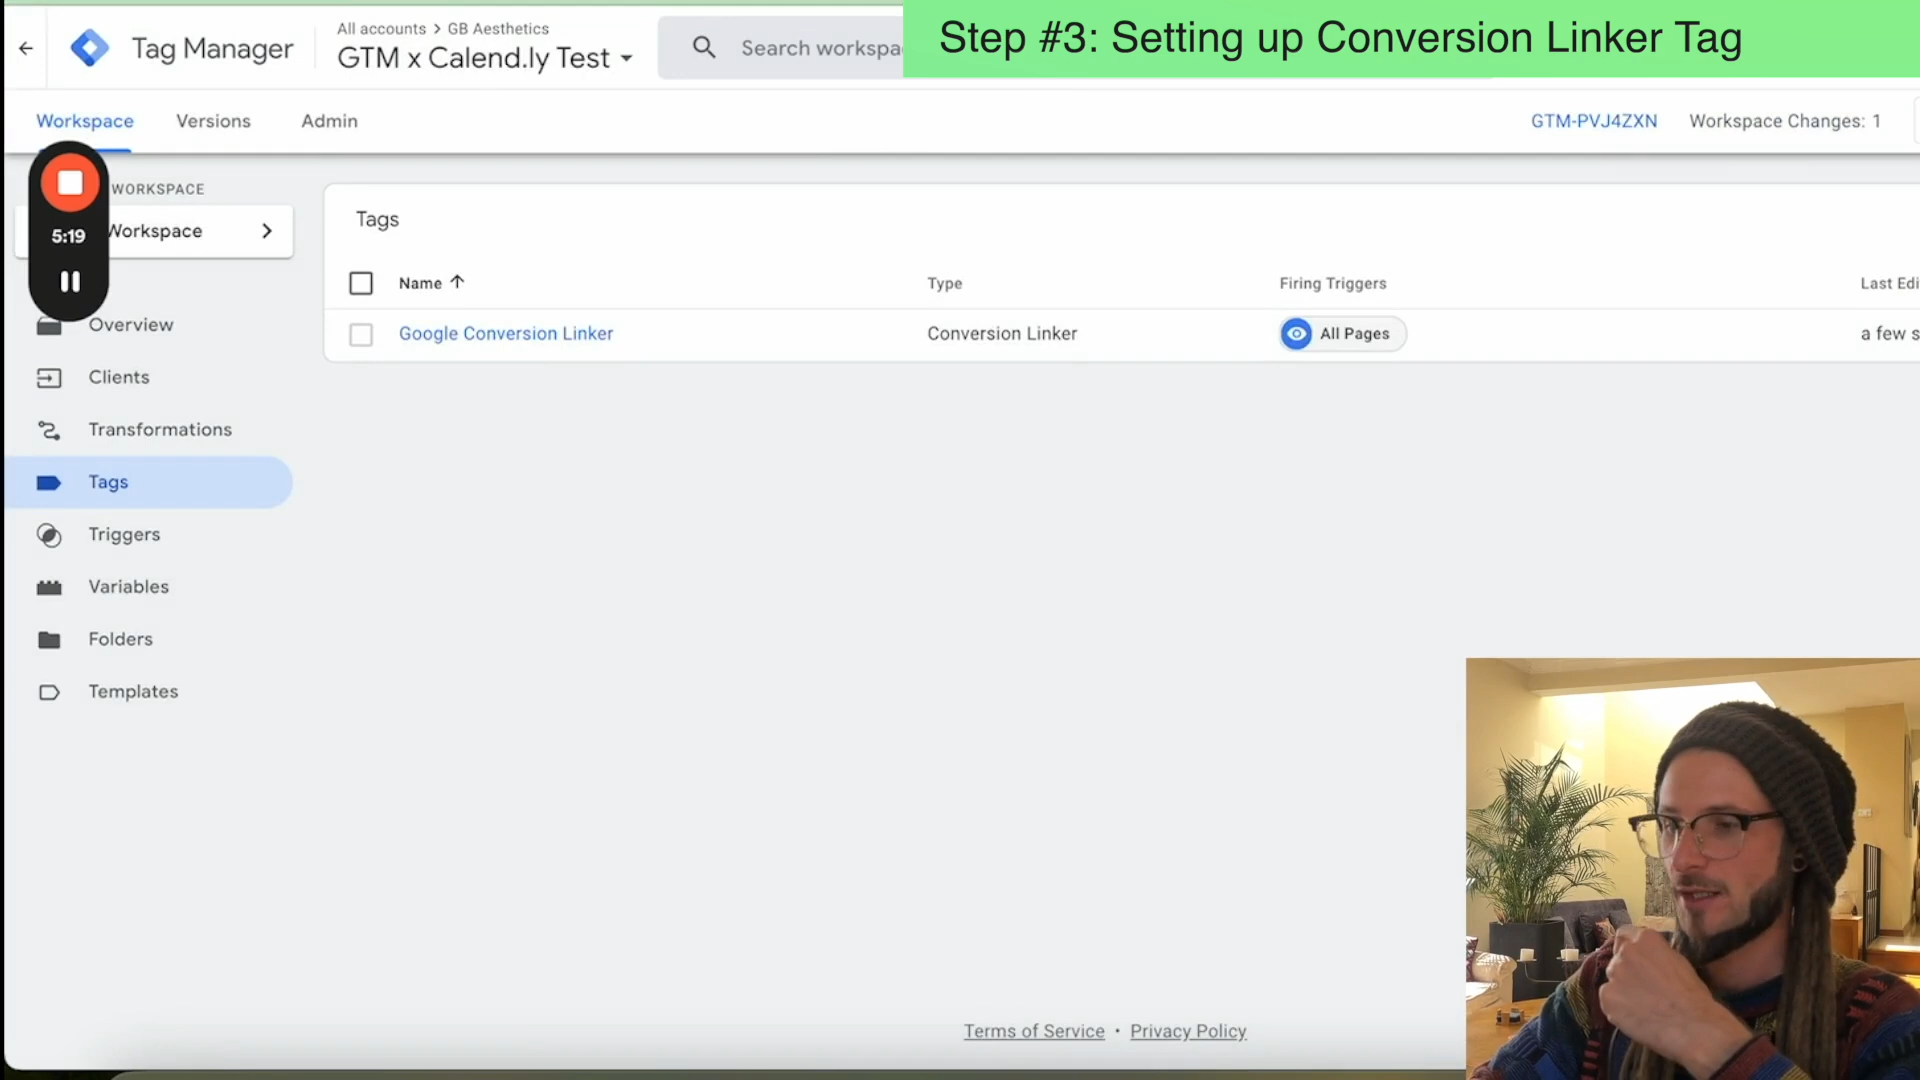 Step #3: Setting up Conversion Linker Tag
Tag Manager
All accounts > GB Aesthetics
GTM x Calend.ly Test
Search workspa
Workspace
Versions
Admin
GTM-PVJ4ZXN
Workspace Changes: 1
5:19
WORKSPACE
Workspace
Overview
Clients
Transformations
Tags
Triggers
Variables
Folders
Templates
Tags
Name
Type
Firing Triggers
Last Edi
Google Conversion Linker
Conversion Linker
All Pages
a few s
Terms of Service • Privacy Policy